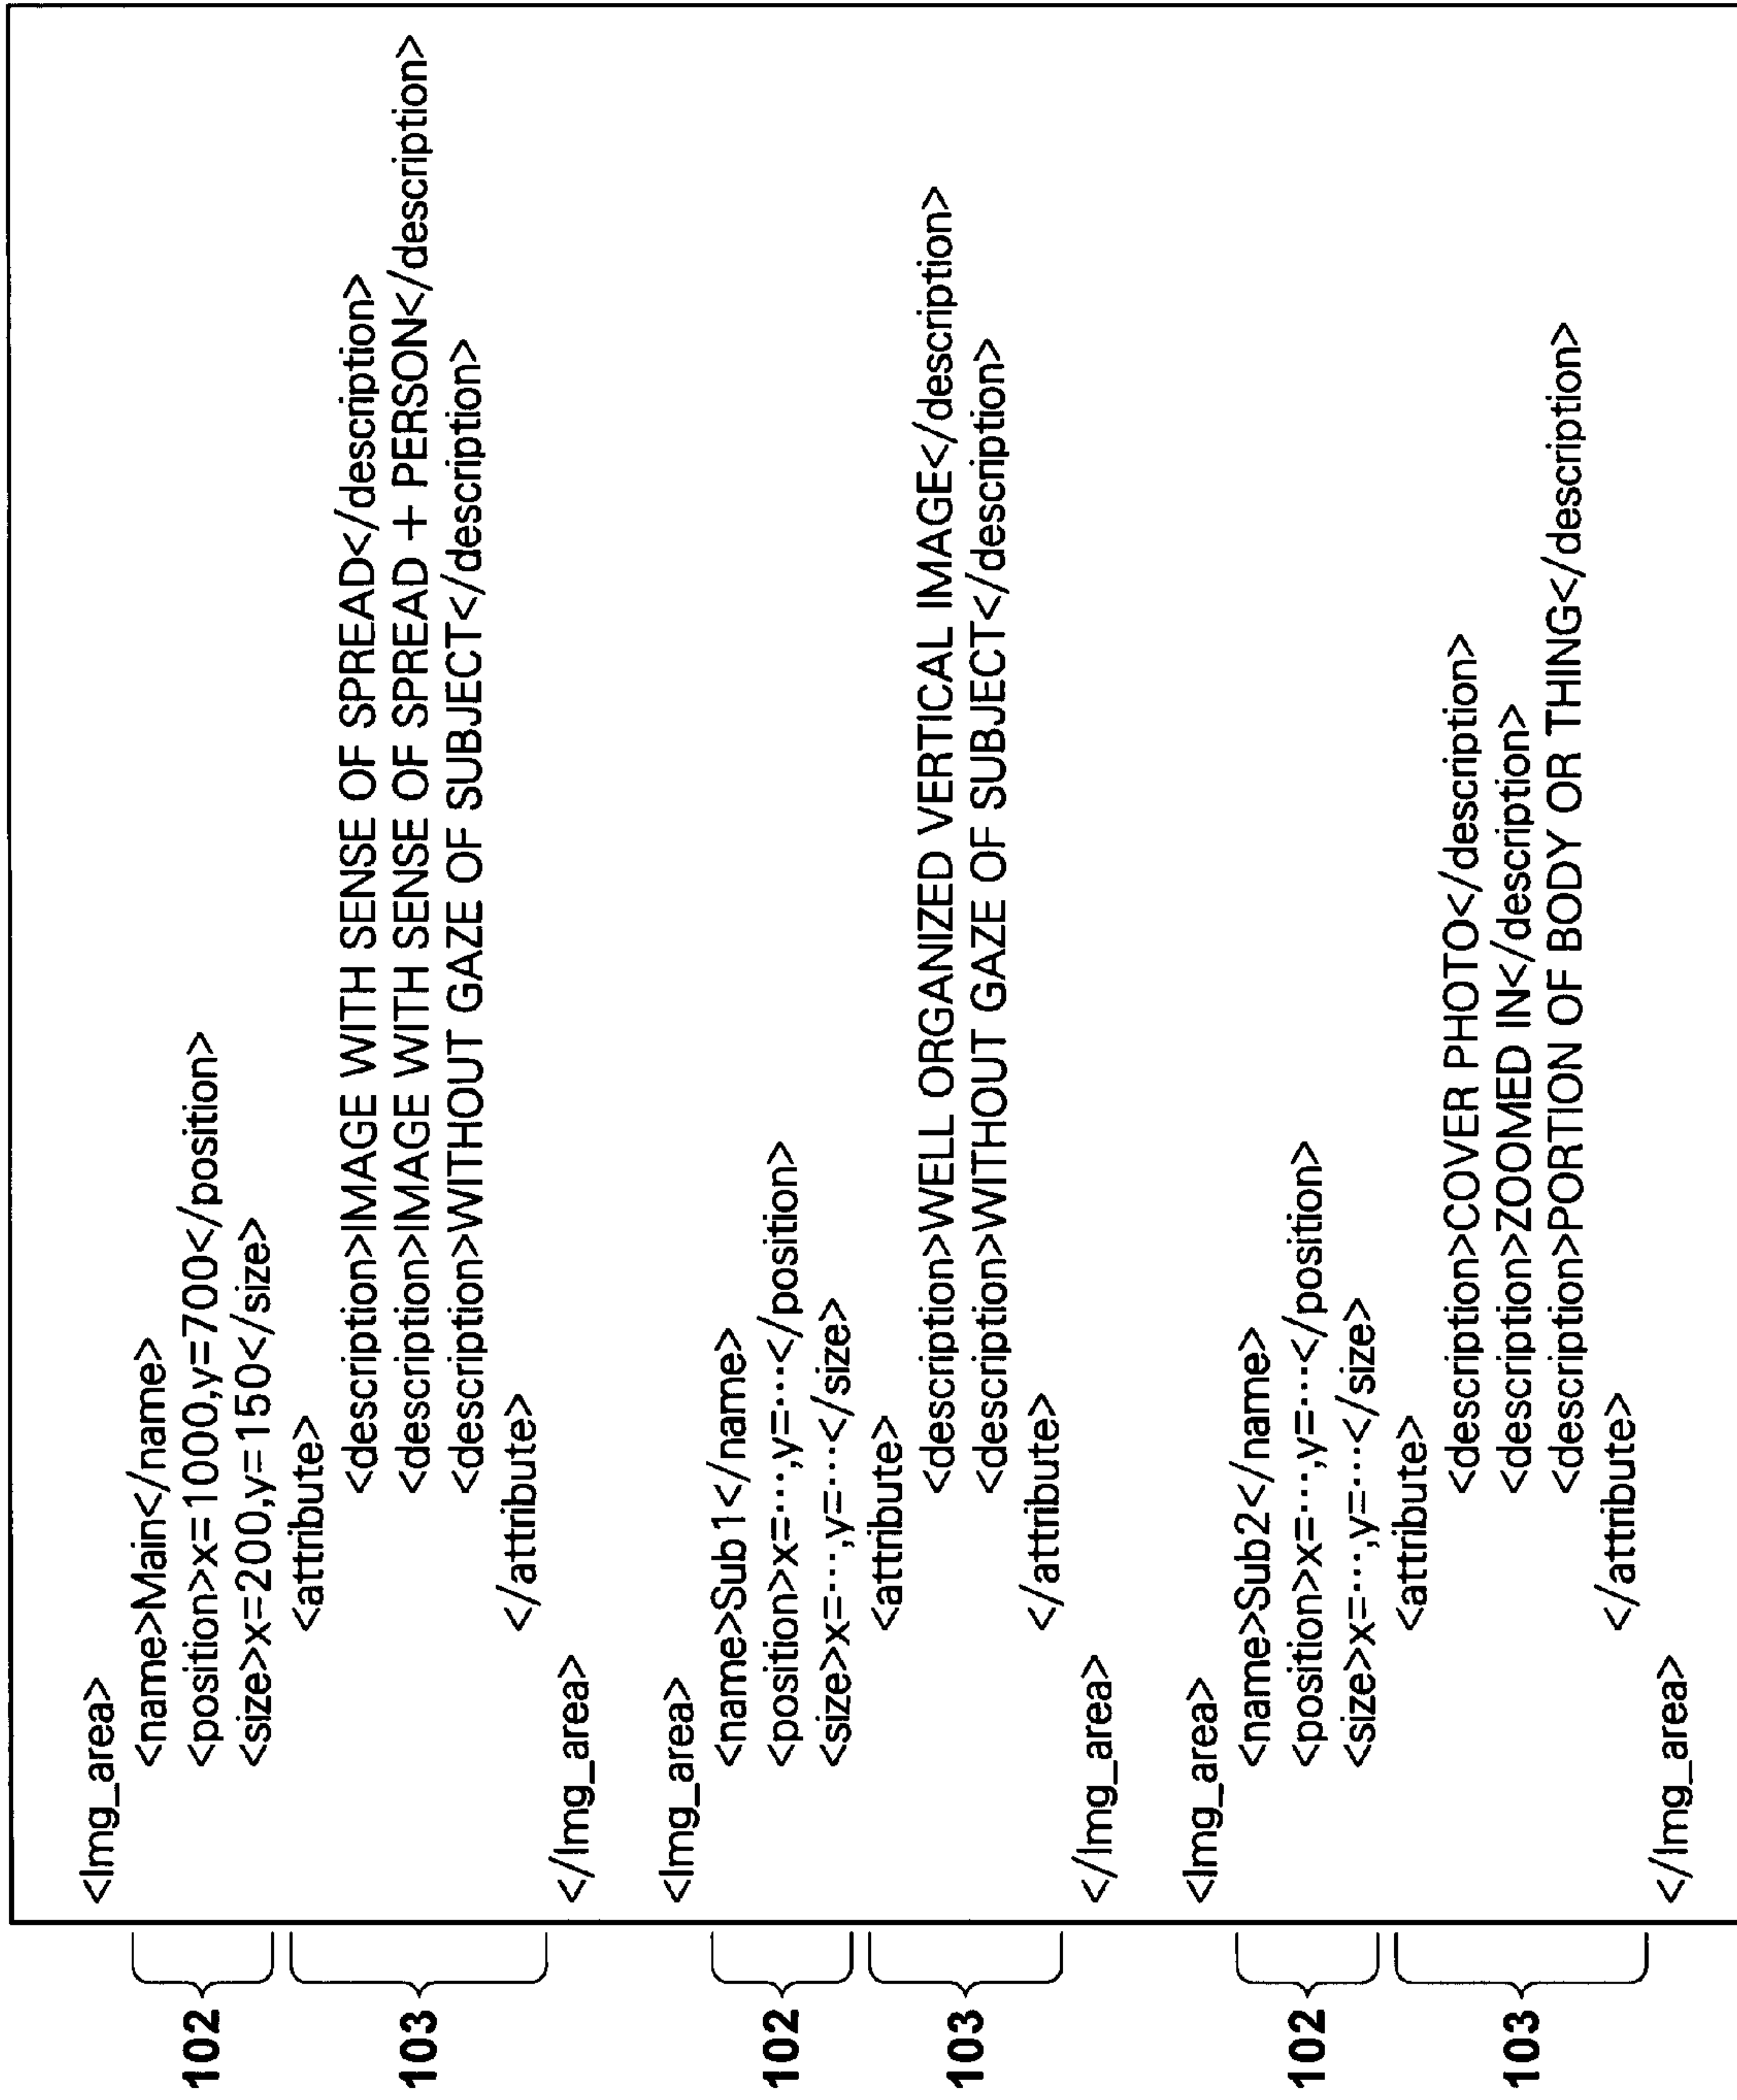 <Img_area>
<name>Main</name>
<position>x=1000,y=700</position>
102
<size>x=200,y=150</size>
<attribute>
<description>IMAGE WITH SENSE OF SPREAD</description>
103
<description>IMAGE WITH SENSE OF SPREAD + PERSON</description>
<description>WITHOUT GAZE OF SUBJECT</description>
</attribute>
</Img_area>
<Img_area>
<name>Sub1</name>
102
<position>x=···,y=···</position>
<size>x=···,y=···</size>
<attribute>
<description>WELL ORGANIZED VERTICAL IMAGE</description>
103
<description>WITHOUT GAZE OF SUBJECT</description>
</attribute>
</Img_area>
<Img_area>
<name>Sub2</name>
102
<position>x=···,y=···</position>
<size>x=···,y=···</size>
<attribute>
<description>COVER PHOTO</description>
103
<description>ZOOMED IN</description>
<description>PORTION OF BODY OR THING</description>
</attribute>
</Img_area>